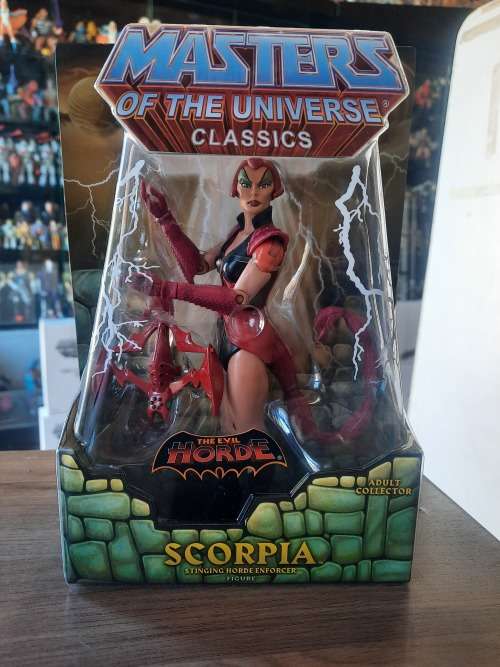 MASTERS
OF THE UNIVERSE®
CLASSICS
THE EVIL
HORDE®
ADULT
COLLECTOR
SCORPIA
STINGING HORDE ENFORCER
FIGURE